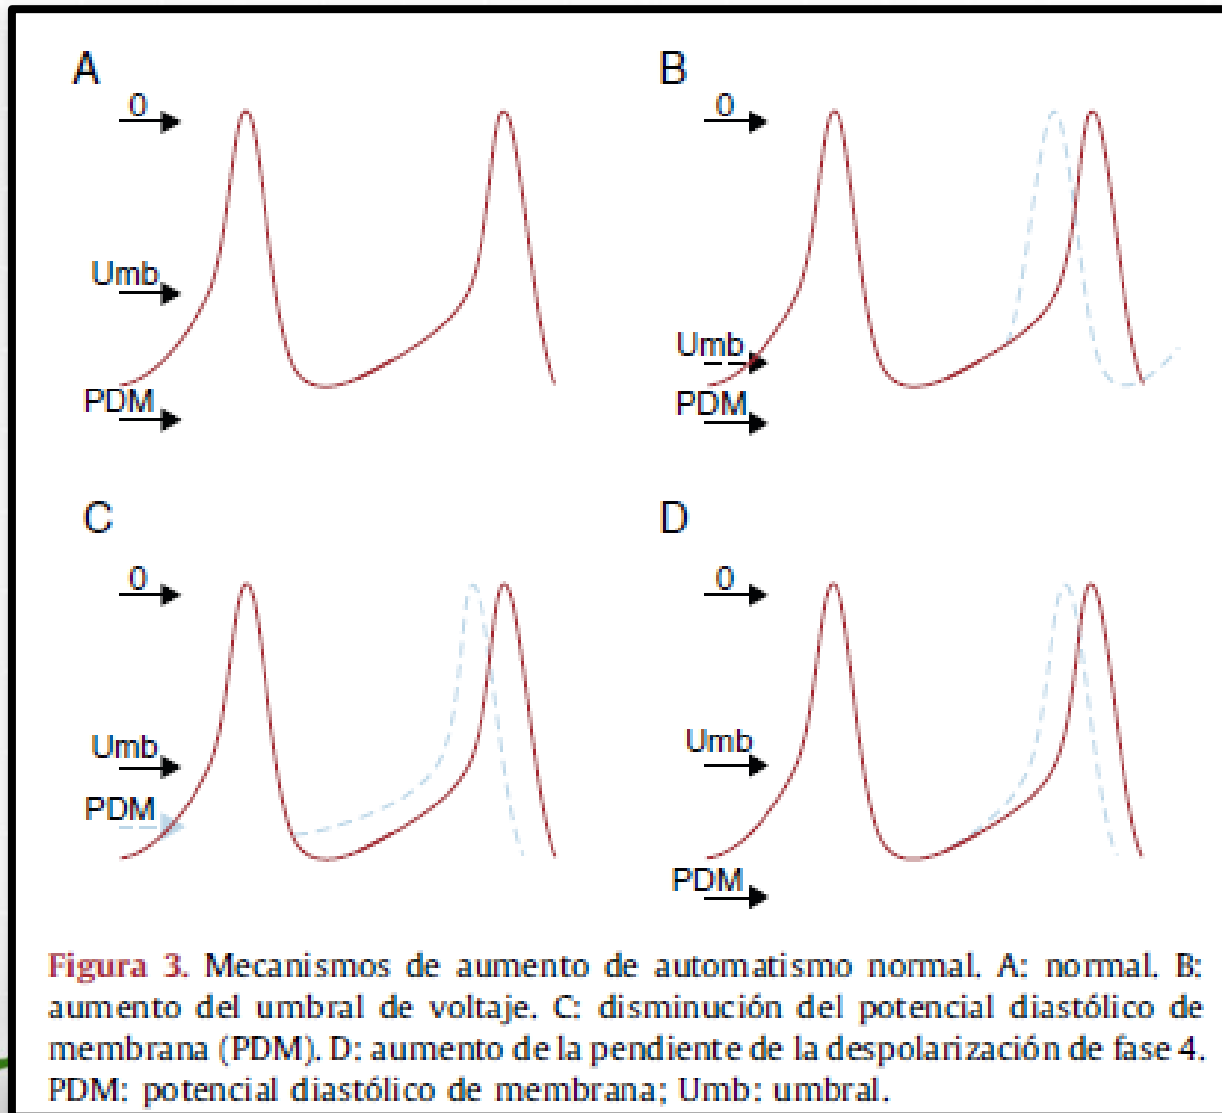 A
B
0
0
Umb
Umb
PDM
PDM
C
D
0
0
Umb
Umb
PDM
PDM
Figura 3. Mecanismos de aumento de automatismo normal. A: normal. B:
aumento del umbral de voltaje. C: disminución del potencial diastólico de
membrana (PDM). D: aumento de la pendiente de la despolarización de fase 4.
PDM: potencial diastólico de membrana; Umb: umbral.